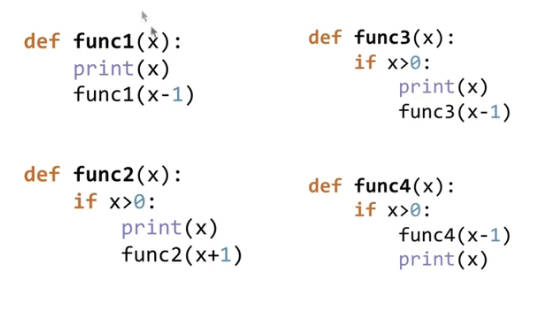 def func1(x):
    print(x)
    func1(x-1)
def func2(x):
    if x>0:
        print(x)
        func2(x+1)
def func3(x):
    if x>0:
        print(x)
        func3(x-1)
def func4(x):
    if x>0:
        func4(x-1)
        print(x)